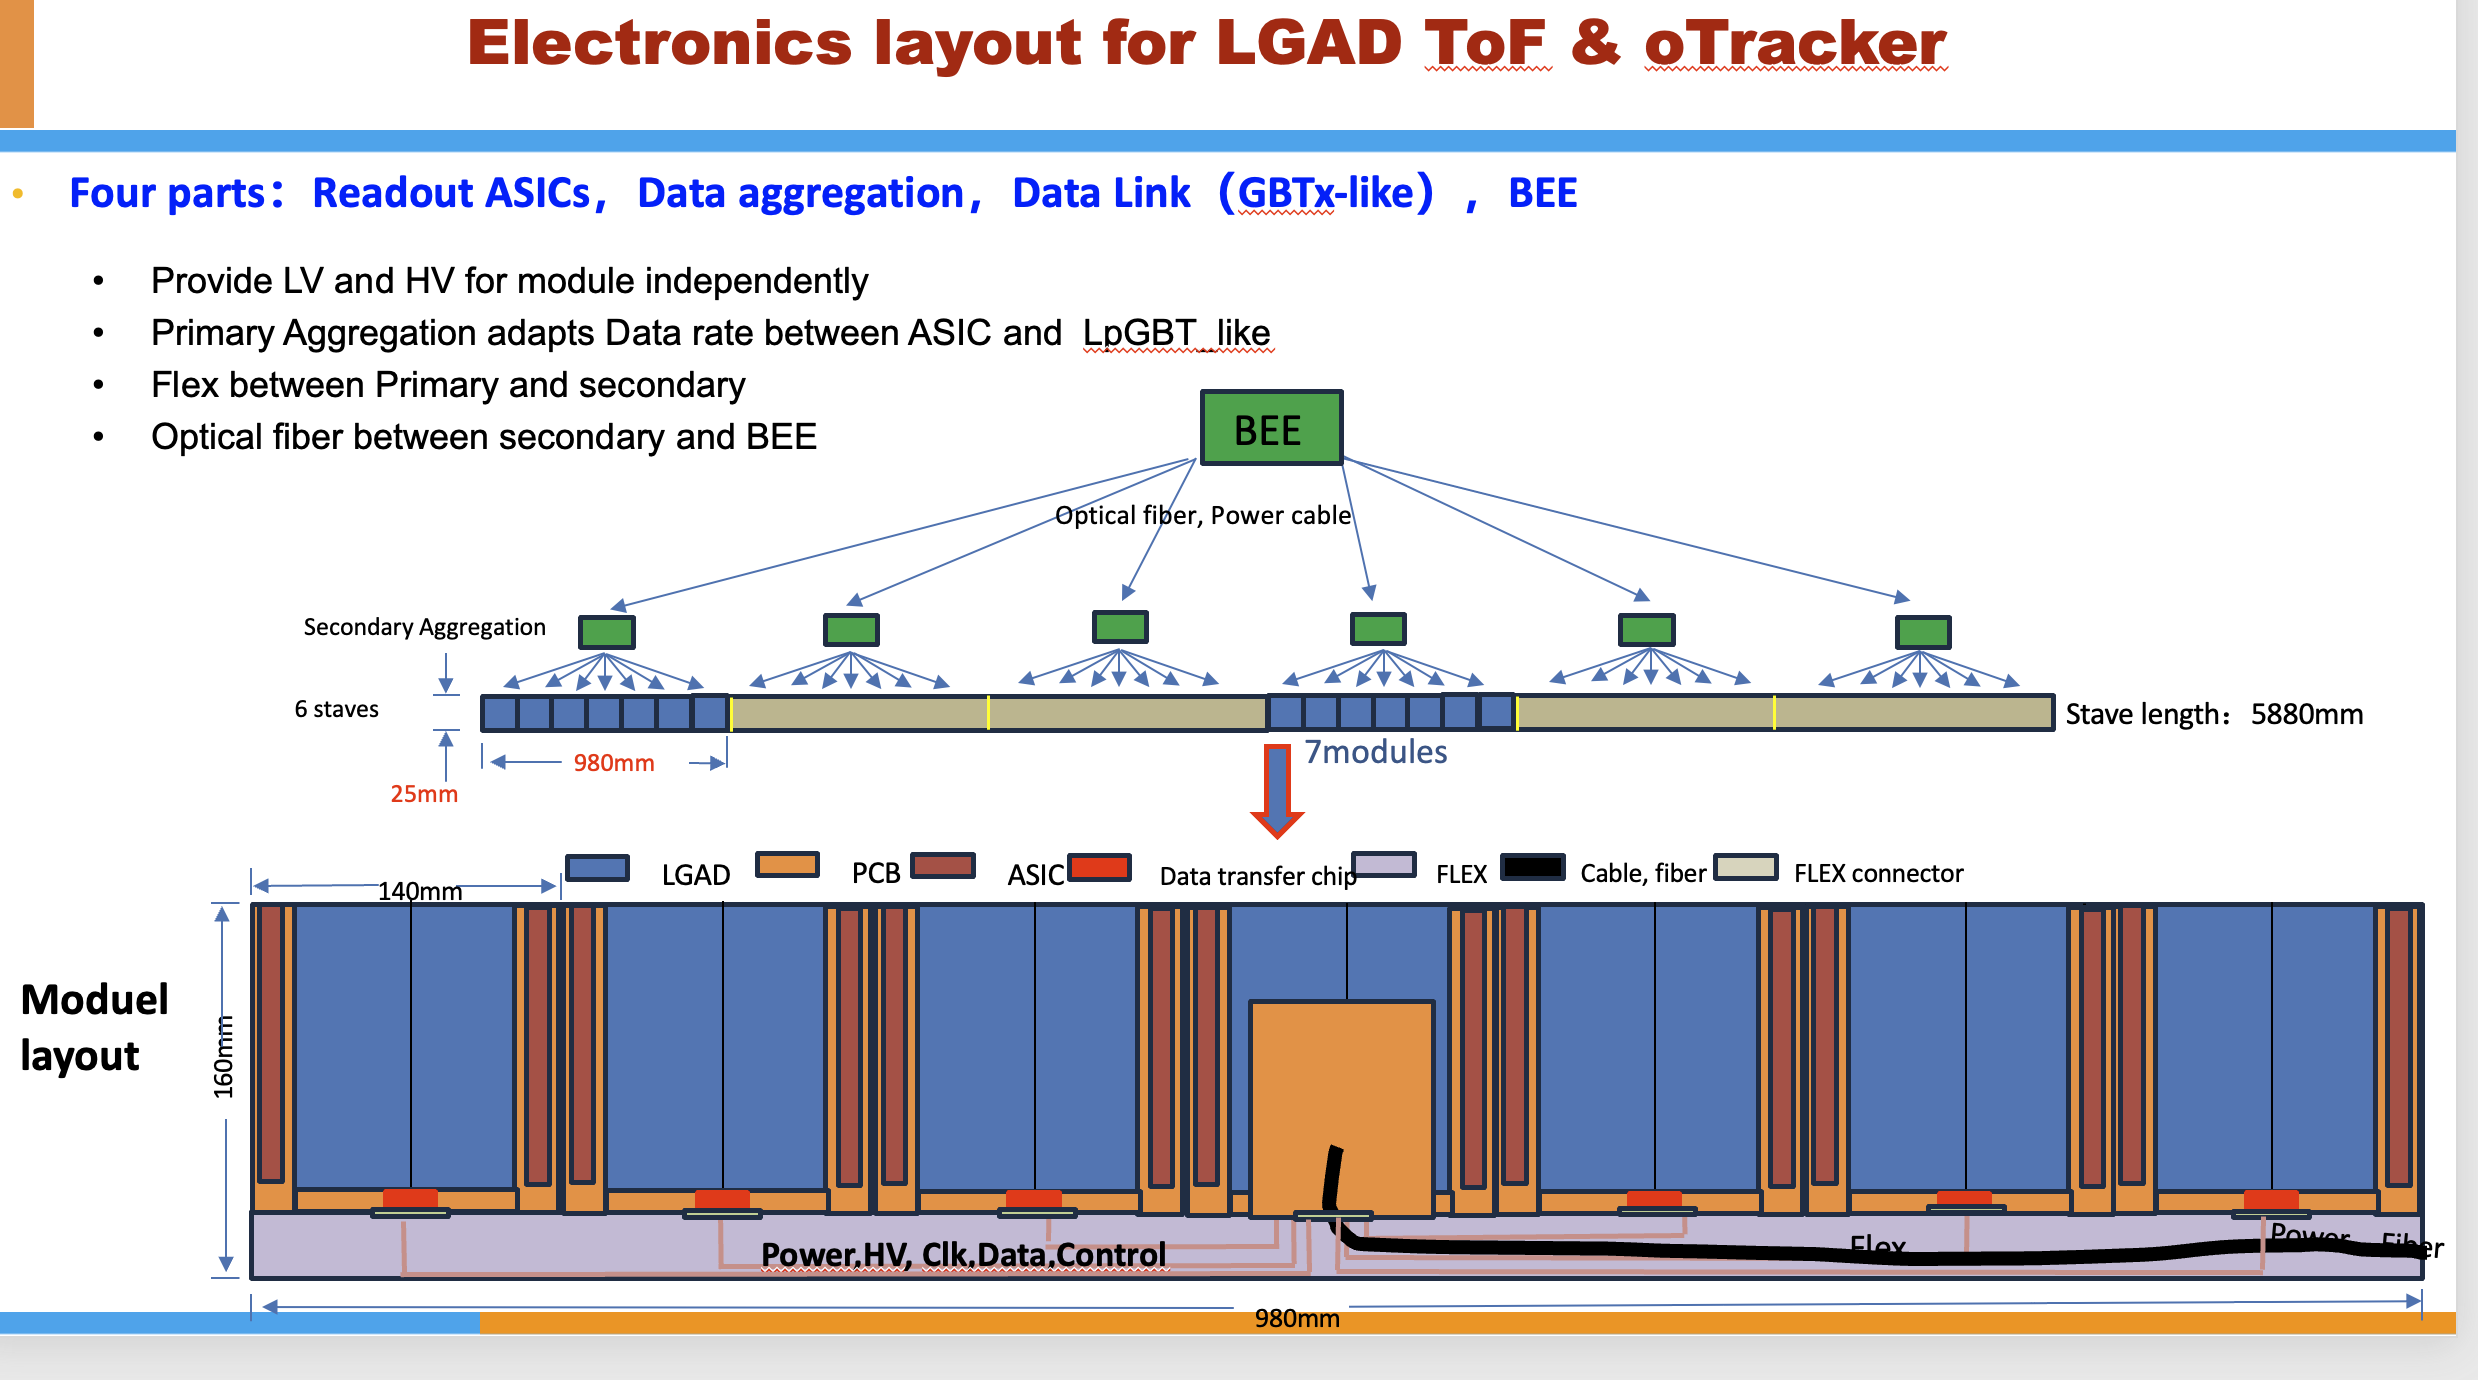 Electronics layout for LGAD ToF & oTracker
• Four parts：Readout ASICs，Data aggregation，Data Link（GBTx-like），BEE
• Provide LV and HV for module independently
• Primary Aggregation adapts Data rate between ASIC and LpGBT_like
• Flex between Primary and secondary
• Optical fiber between secondary and BEE
BEE
Optical fiber, Power cable
Secondary Aggregation
6 staves
Stave length：5880mm
980mm
7modules
25mm
LGAD PCB ASIC Data transfer chip FLEX Cable, fiber FLEX connector
140mm
Moduel
layout
160mm
Power,HV, Clk,Data,Control
Flex
Power
Fiber
980mm